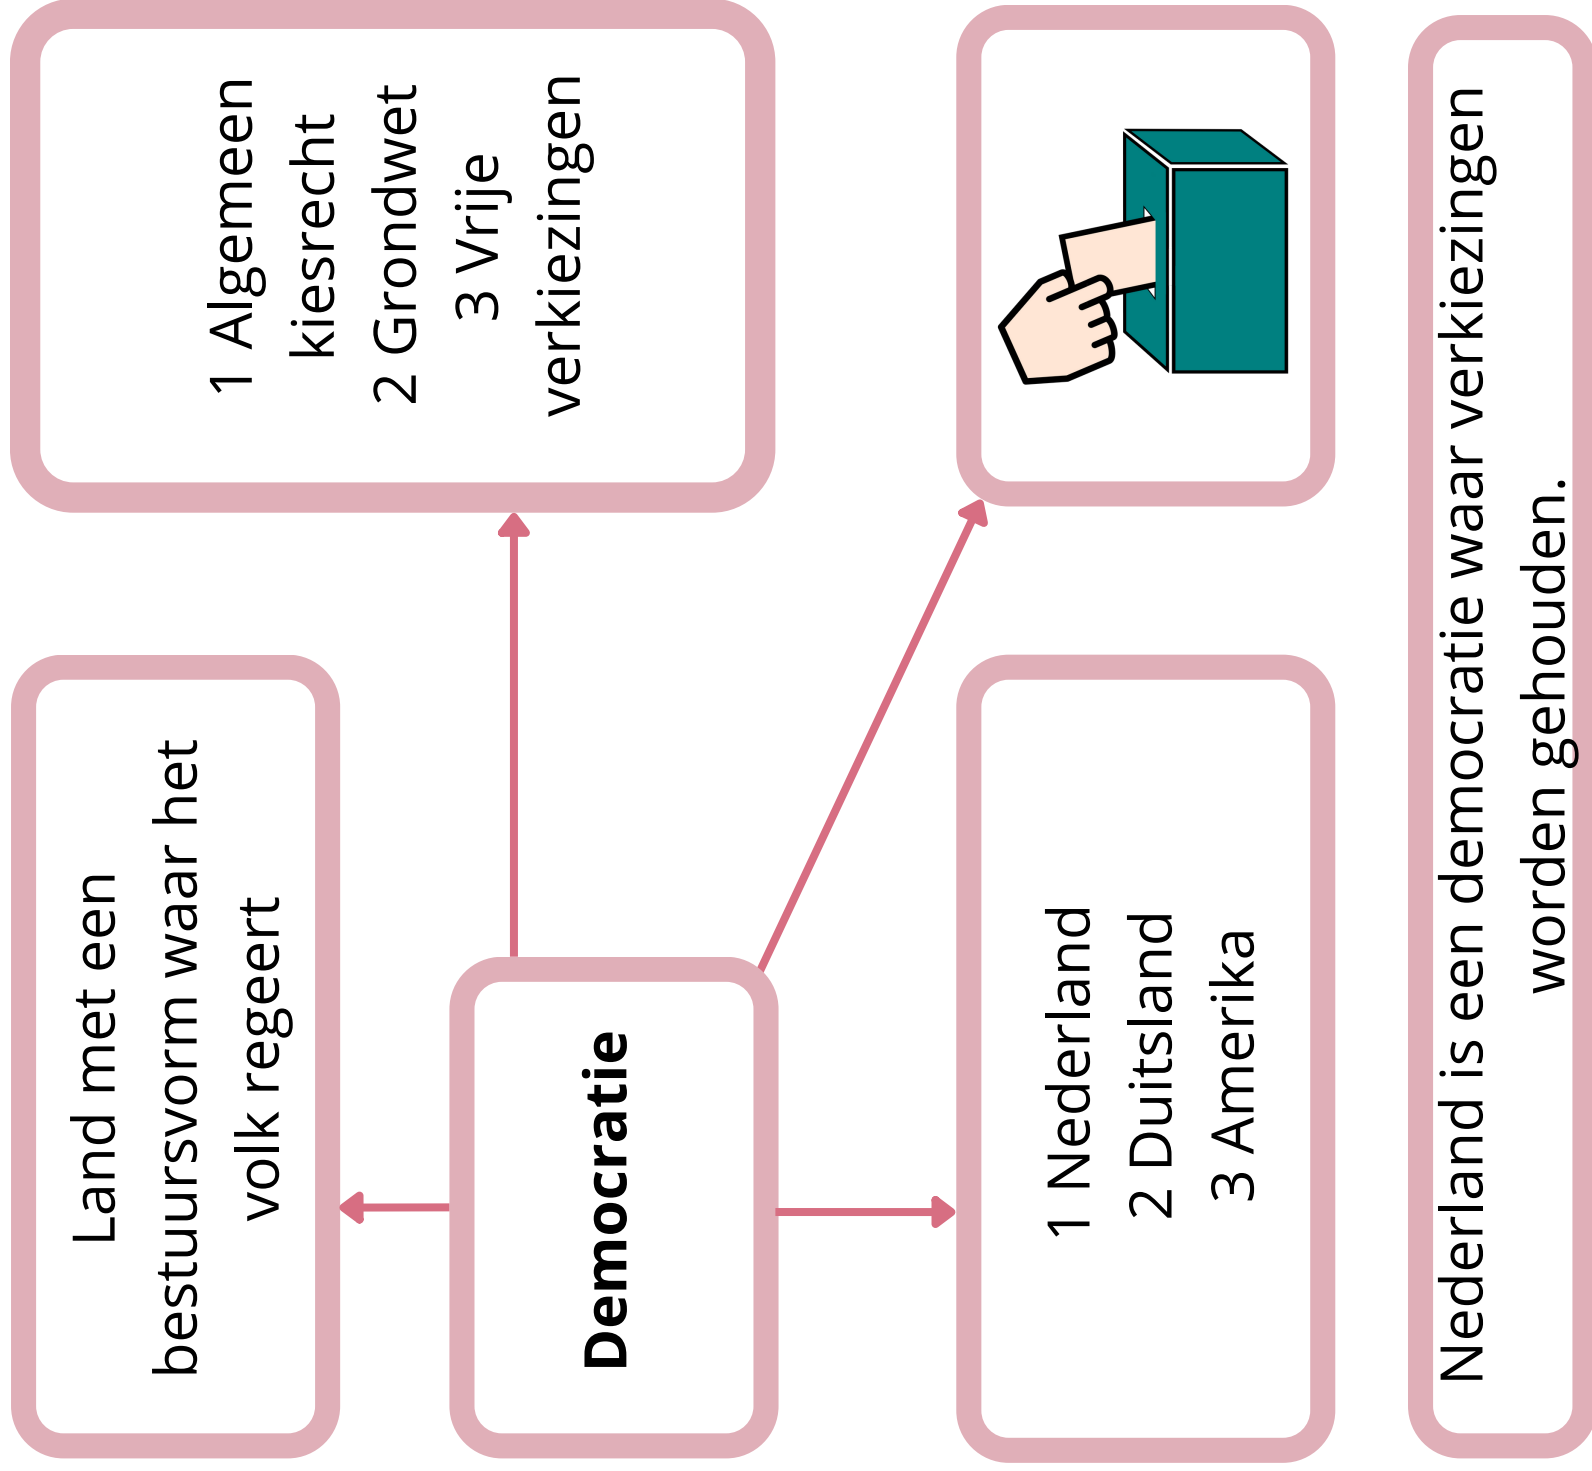 Land met een
bestuursvorm waar het
volk regeert
1 Algemeen
kiesrecht
2 Grondwet
3 Vrije
verkiezingen
Democratie
1 Nederland
2 Duitsland
3 Amerika
Nederland is een democratie waar verkiezingen
worden gehouden.